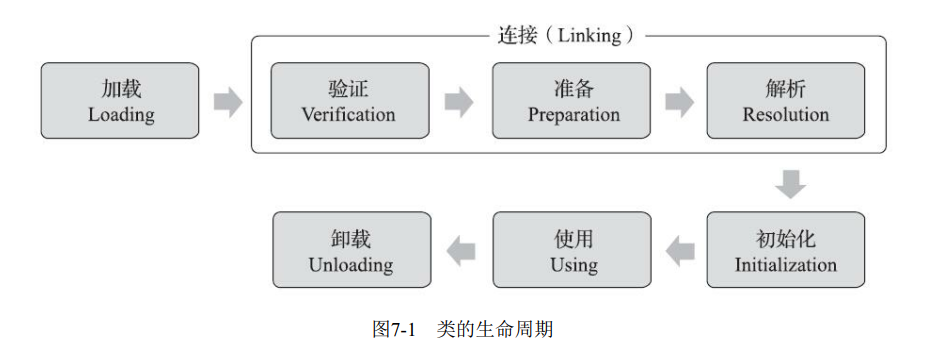 连接（Linking）
加载
Loading
验证
Verification
准备
Preparation
解析
Resolution
初始化
Initialization
使用
Using
卸载
Unloading
图7-1 类的生命周期